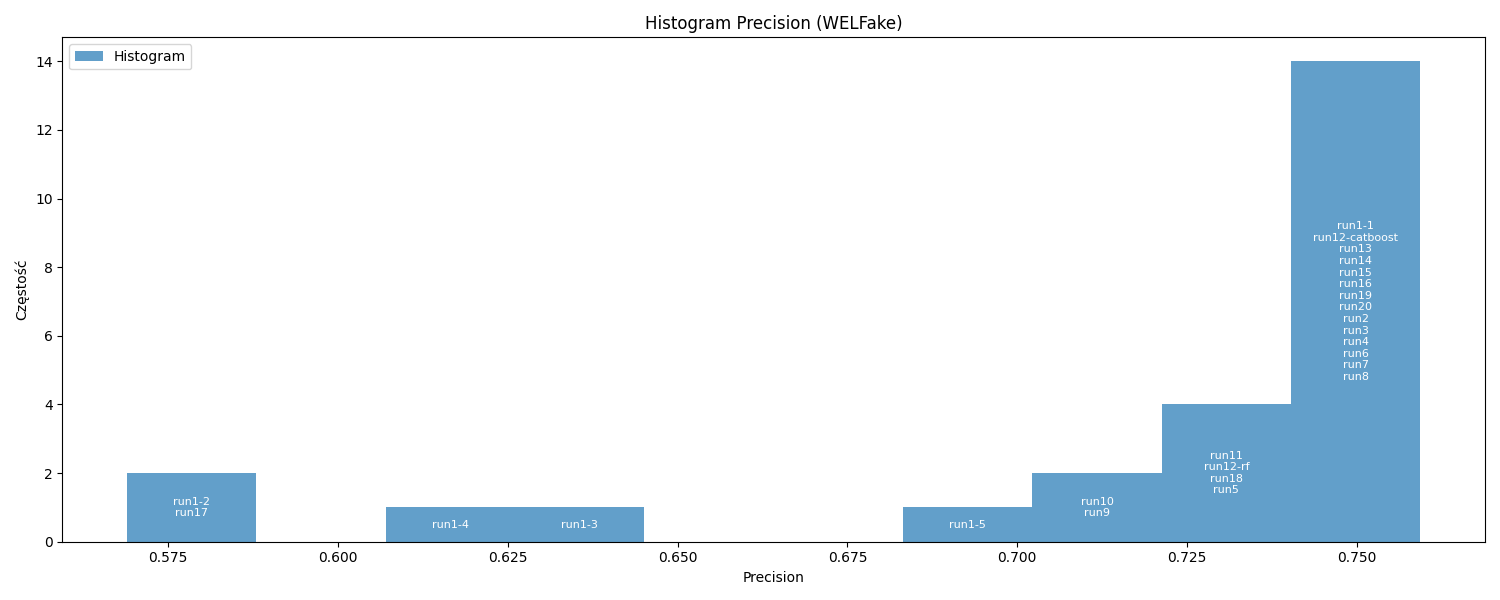 Histogram Precision (WELFake)
Histogram
Częstość
14
12
10
8
6
4
2
0
run1-2
run17
run1-4
run1-3
run1-5
run10
run9
run11
run12-rf
run18
run5
run1-1
run12-catboost
run13
run14
run15
run16
run19
run20
run2
run3
run4
run6
run7
run8
0.575 0.600 0.625 0.650 0.675 0.700 0.725 0.750
Precision